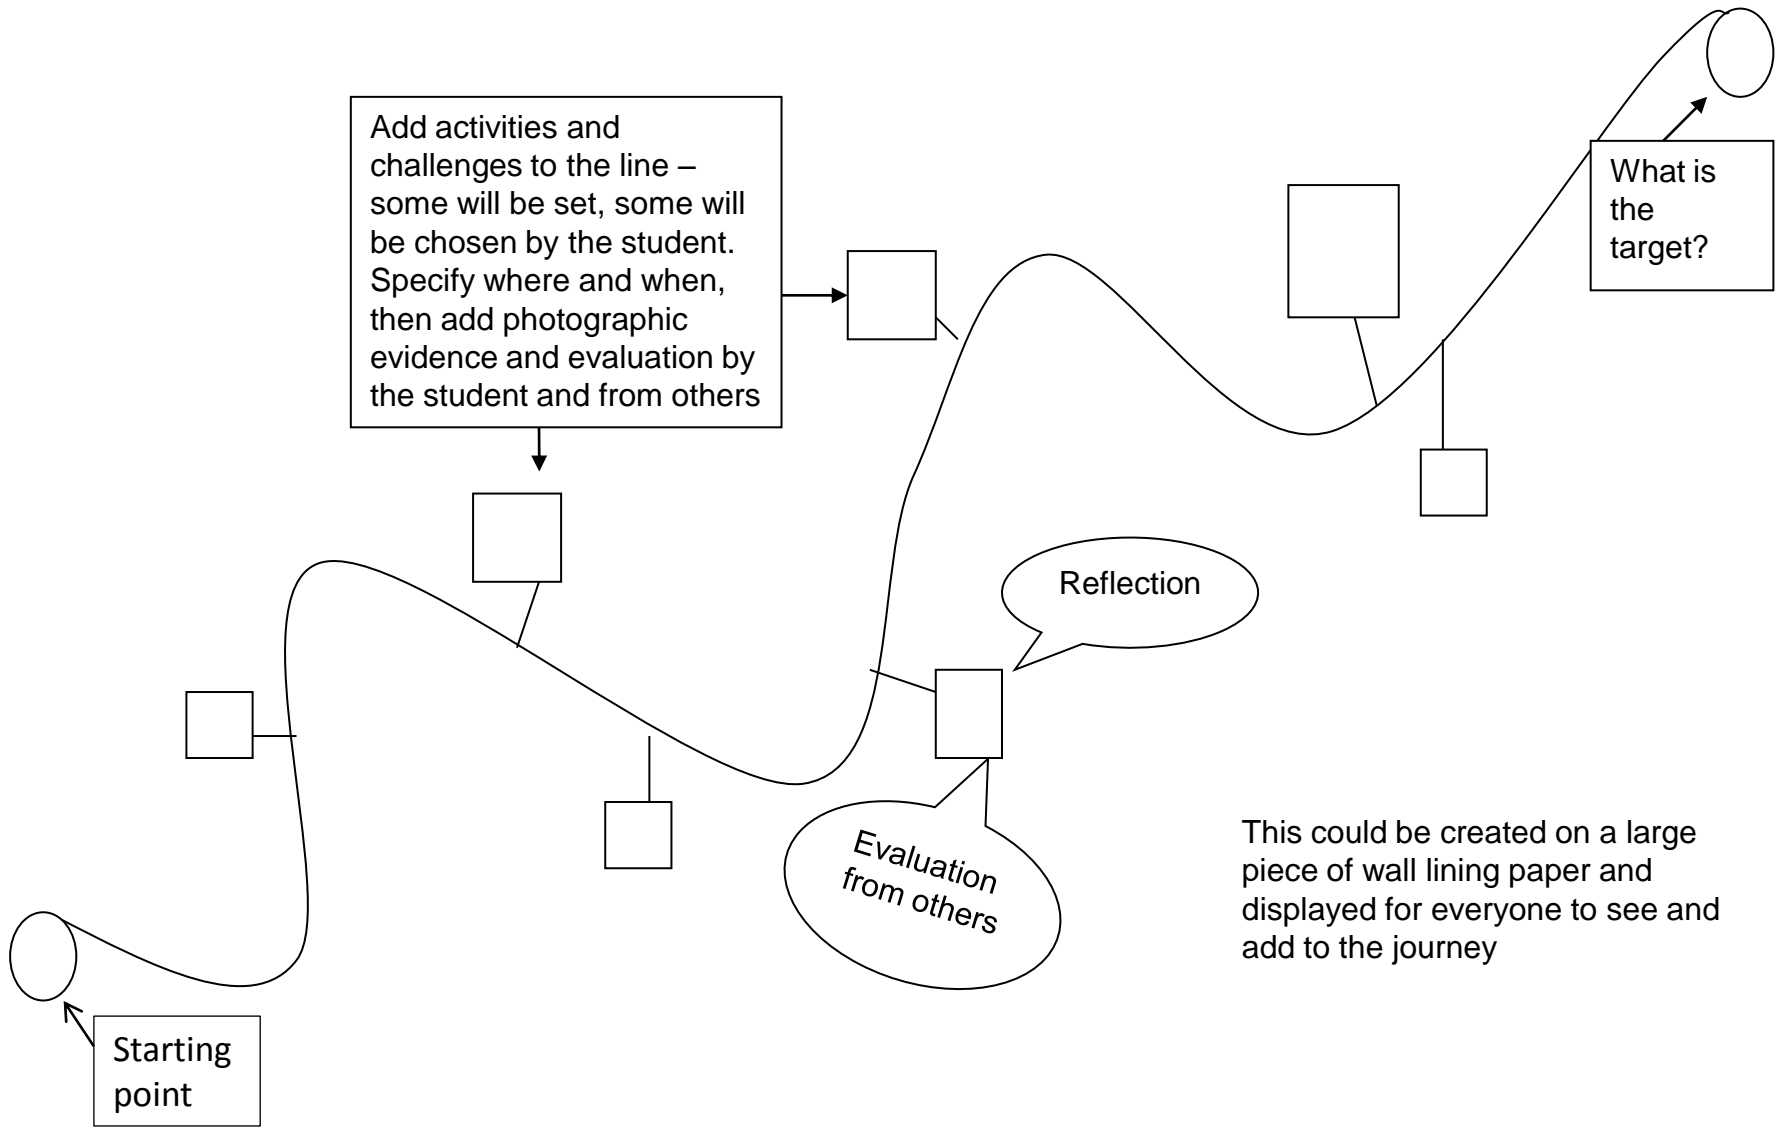 Add activities and
challenges to the line –
some will be set, some will
be chosen by the student.
Specify where and when,
then add photographic
evidence and evaluation by
the student and from others
What is
the
target?
Reflection
Evaluation
from others
This could be created on a large
piece of wall lining paper and
displayed for everyone to see and
add to the journey
Starting
point